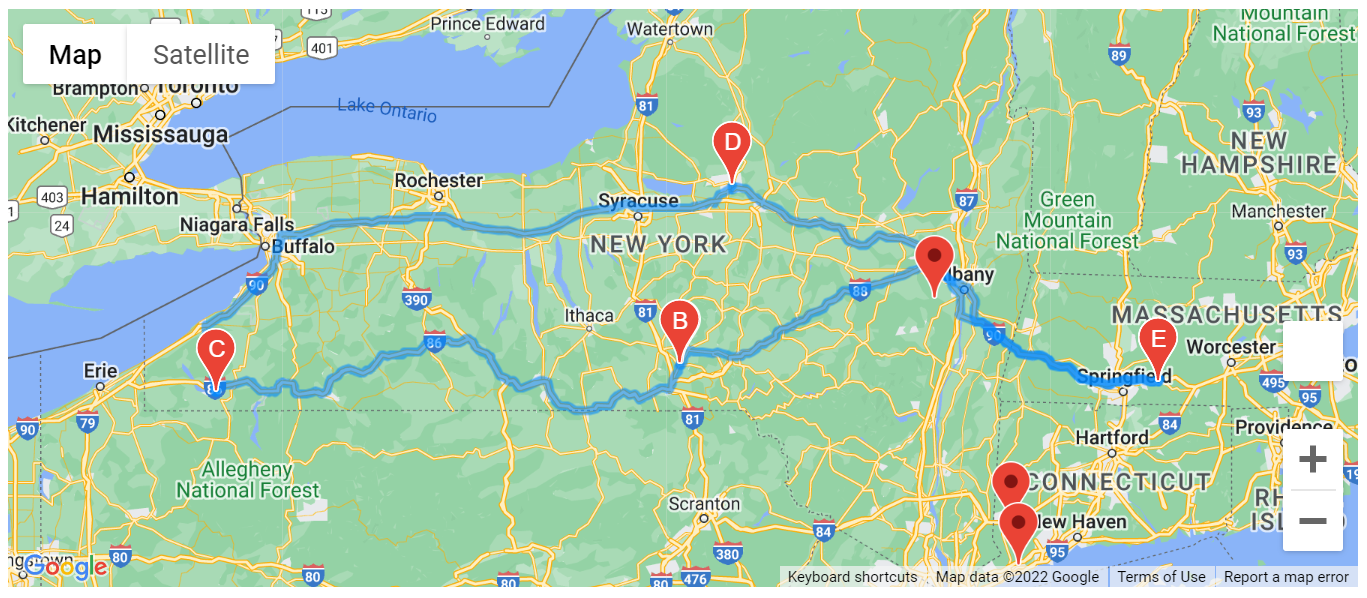 115
Prince Edward
Watertown
Mountain
National Forest
Map
Satellite
401
89
Brampton
Toronto
Lake Ontario
81
93
Kitchener
Mississauga
D
NEW
HAMPSHIRE
403
Hamilton
Rochester
24
Niagara Falls
Syracuse
87
Green
Mountain
National Forest
Manchester
Buffalo
NEW YORK
93
90
390
88
lbany
Ithaca
81
B
MASSACHUSETTS
86
90
C
E
Worcester
Erie
Springfield
495
95
90
79
81
84
Hartford
Providence
Allegheny
National Forest
CONNECTICUT
Scranton
New Haven
84
95
380
80
80
80
80
476
Google
Keyboard shortcuts
Map data ©2022 Google
Terms of Use
Report a map error